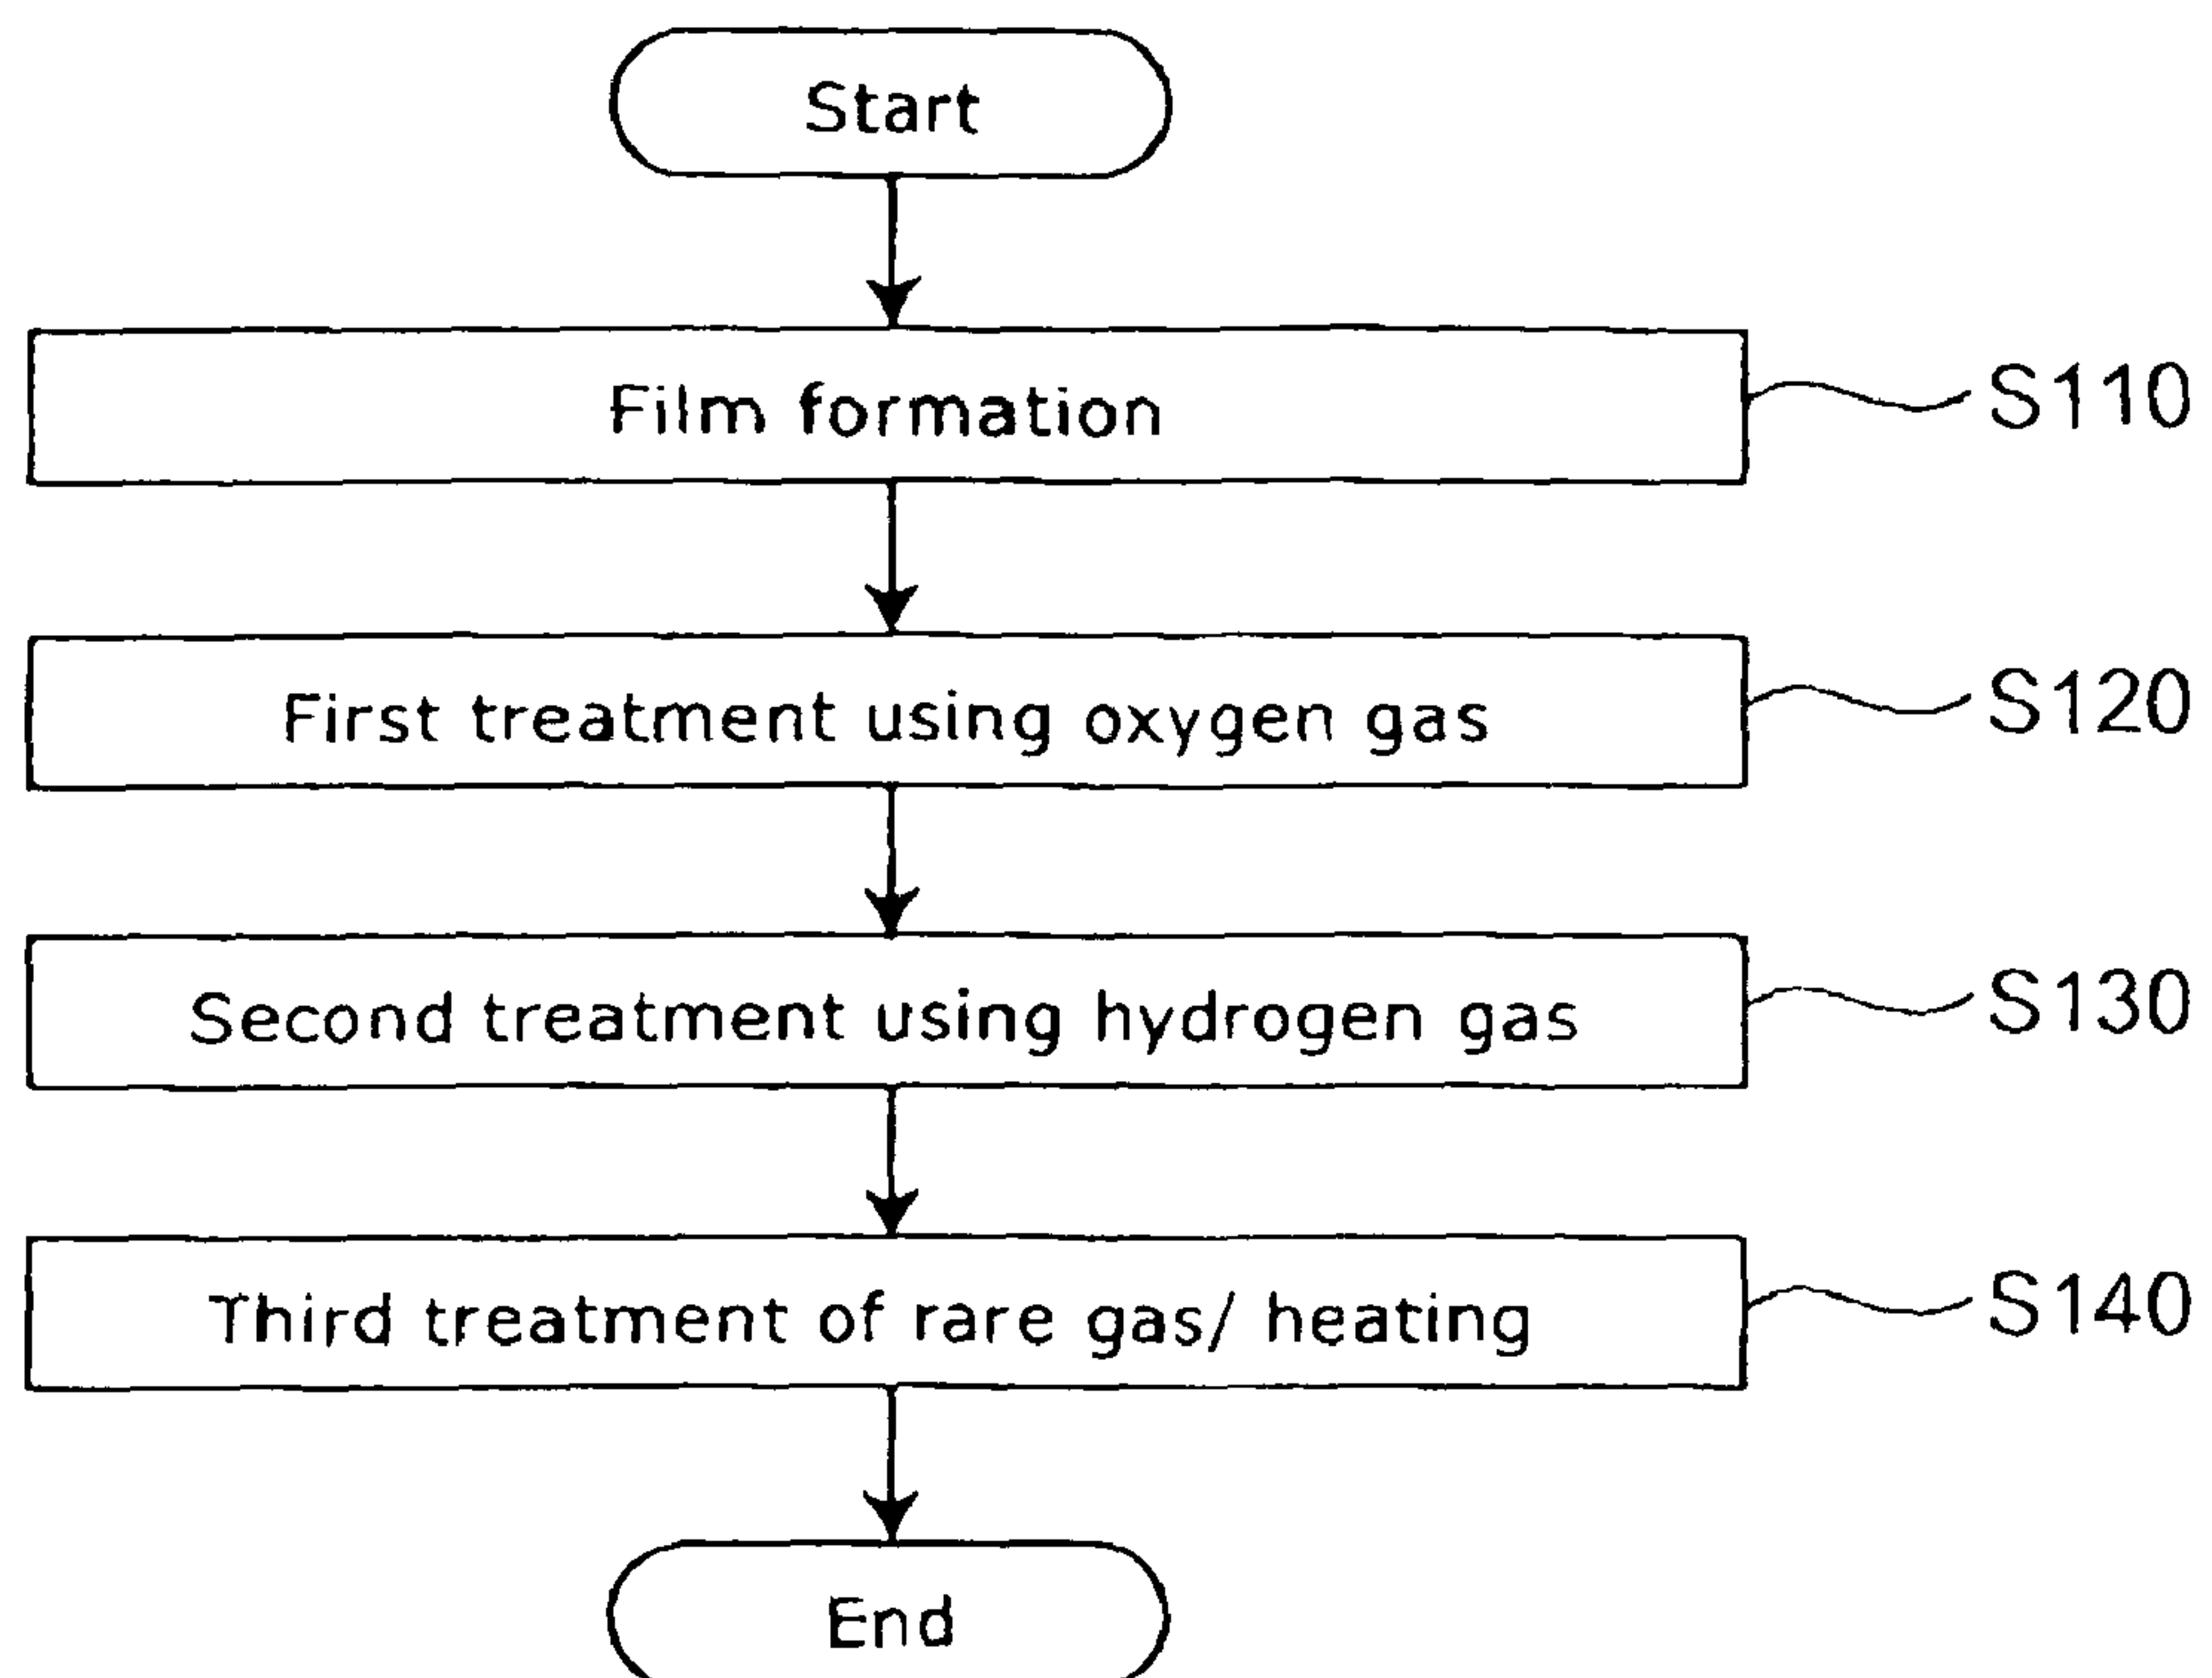 Start
Film formation
S110
First treatment using oxygen gas
S120
Second treatment using hydrogen gas
S130
Third treatment of rare gas/ heating
S140
End